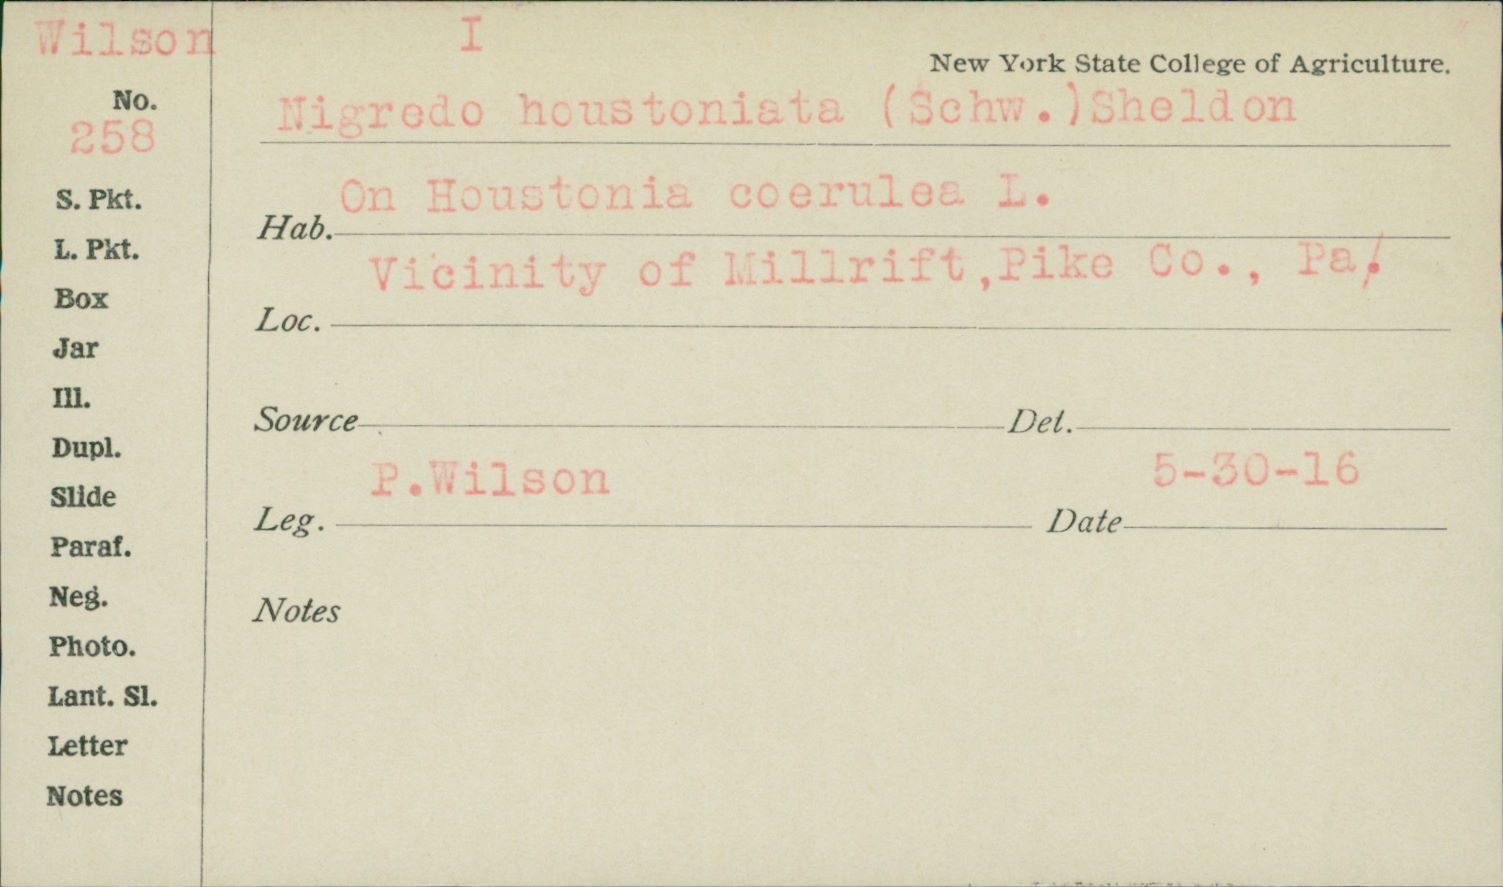 Wilson I
New York State College of Agriculture.
No.
258
Nigredo houstoniata (Schw.)Sheldon
S. Pkt.
On Houstonia coerulea L.
Hab.
L. Pkt.
Vicinity of Millrift,Pike Co., Pa.
Box
Loc.
Jar
Ill.
Source Det.
Dupl.
P.Wilson 5-30-16
Slide
Leg. Date
Paraf.
Neg.
Notes
Photo.
Lant. Sl.
Letter
Notes